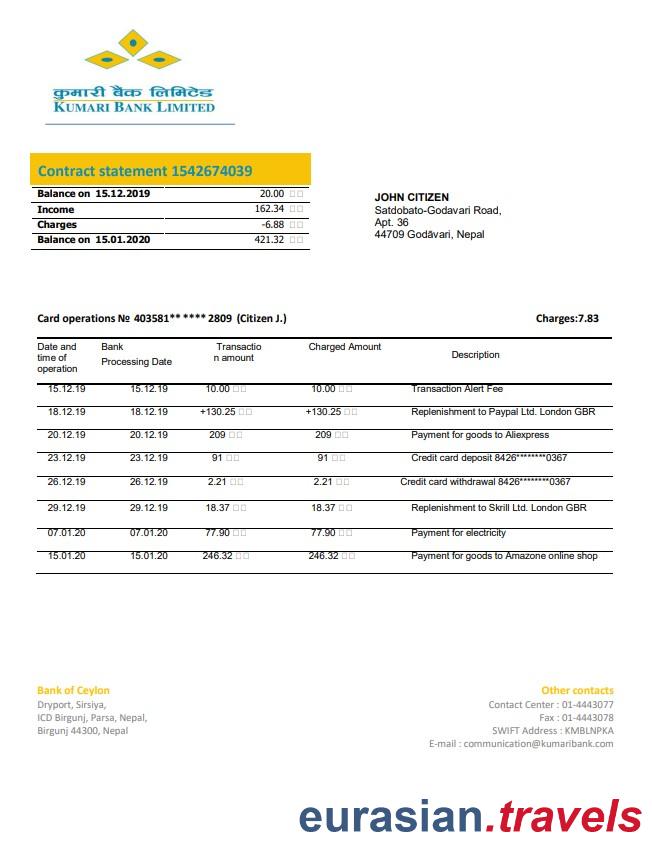 कुमारी बैंक लिमिटेड
KUMARI BANK LIMITED
Contract statement 1542674039
Balance on 15.12.2019 20.00 □□
Income 162.34 □□
Charges -6.88 □□
Balance on 15.01.2020 421.32 □□
JOHN CITIZEN
Satdobato-Godavari Road,
Apt. 36
44709 Godāvari, Nepal
Card operations № 403581** **** 2809 (Citizen J.) Charges:7.83
Date and time of operation
Bank Processing Date
Transactio n amount
Charged Amount
Description
15.12.19 15.12.19 10.00 □□ 10.00 □□ Transaction Alert Fee
18.12.19 18.12.19 +130.25 □□ +130.25 □□ Replenishment to Paypal Ltd. London GBR
20.12.19 20.12.19 209 □□ 209 □□ Payment for goods to Aliexpress
23.12.19 23.12.19 91 □□ 91 □□ Credit card deposit 8426********0367
26.12.19 26.12.19 2.21 □□ 2.21 □□ Credit card withdrawal 8426********0367
29.12.19 29.12.19 18.37 □□ 18.37 □□ Replenishment to Skrill Ltd. London GBR
07.01.20 07.01.20 77.90 □□ 77.90 □□ Payment for electricity
15.01.20 15.01.20 246.32 □□ 246.32 □□ Payment for goods to Amazone online shop
Bank of Ceylon
Dryport, Sirsiya,
ICD Birgunj, Parsa, Nepal,
Birgunj 44300, Nepal
Other contacts
Contact Center : 01-4443077
Fax : 01-4443078
SWIFT Address : KMBLNPKA
E-mail : communication@kumaribank.com
eurasian.travels